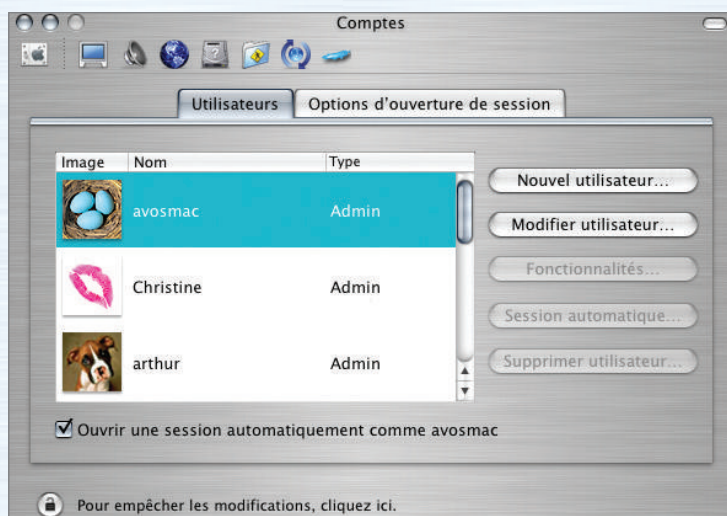 Comptes
Utilisateurs
Options d'ouverture de session
Image Nom Type
avosmac Admin
Christine Admin
arthur Admin
Nouvel utilisateur...
Modifier utilisateur...
Fonctionnalités...
Session automatique...
Supprimer utilisateur...
Ouvrir une session automatiquement comme avosmac
Pour empêcher les modifications, cliquez ici.